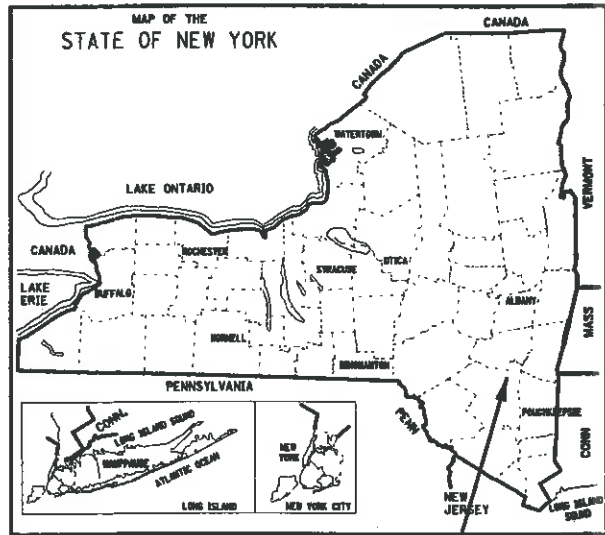 MAP OF THE
STATE OF NEW YORK
CANADA
CANADA
WATERTOWN
LAKE ONTARIO
VERMONT
CANADA
ROCHESTER
SYRACUSE
UTICA
LAKE
ERIE
BUFFALO
ALBANY
MASS
HORNELL
BINGHAMTON
PENNSYLVANIA
PENN
POUGHKEEPSIE
CONN
CONN.
LONG ISLAND SOUND
HAUPPAUGE
ATLANTIC OCEAN
LONG ISLAND
NEW
YORK
NEW YORK CITY
NEW
JERSEY
LONG ISLAND
SOUND